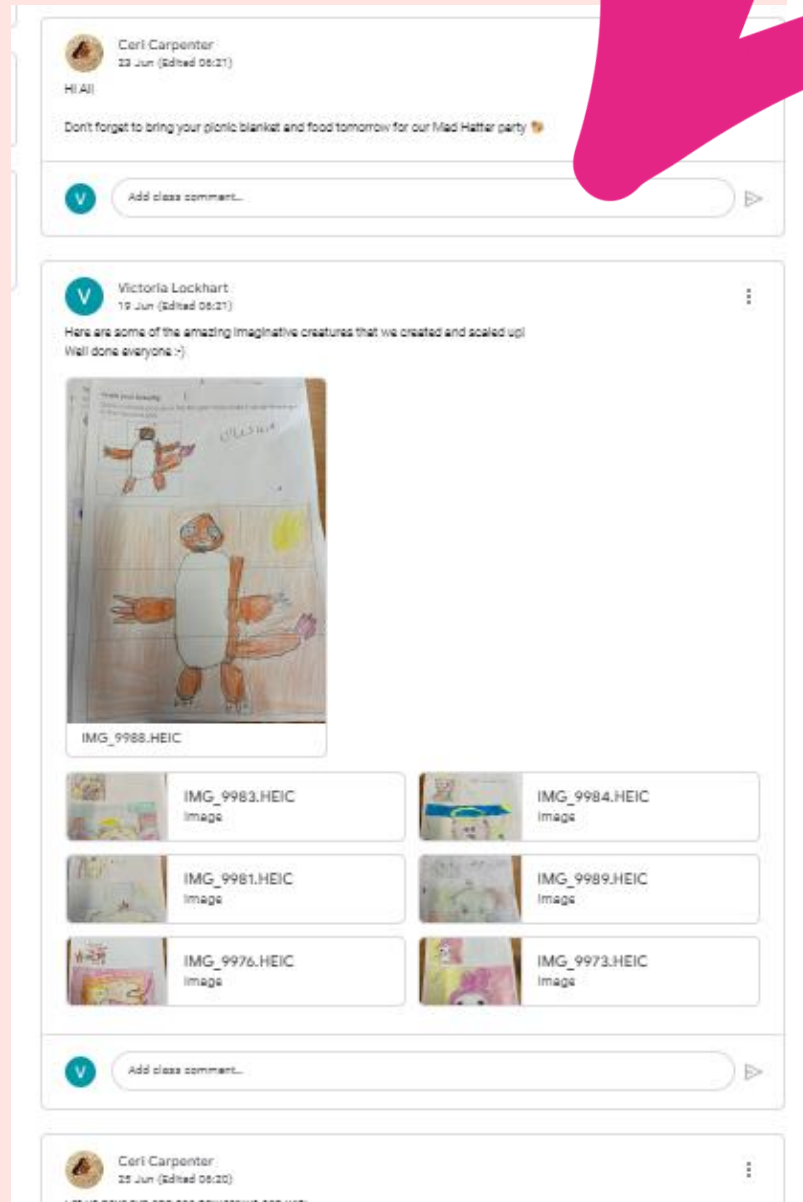 Ceri Carpenter
23 Jun (Edited 08:21)
Hi All
Don't forget to bring your picnic blanket and food tomorrow for our Mad Hatter party
V
Add class comment...
V
Victoria Lockhart
19 Jun (Edited 08:21)
Here are some of the amazing imaginative creatures that we created and scaled up!
Well done everyone :-)
IMG_9988.HEIC
IMG_9983.HEIC
Image
IMG_9984.HEIC
Image
IMG_9981.HEIC
Image
IMG_9989.HEIC
Image
IMG_9976.HEIC
Image
IMG_9973.HEIC
Image
V
Add class comment...
Ceri Carpenter
25 Jun (Edited 08:20)